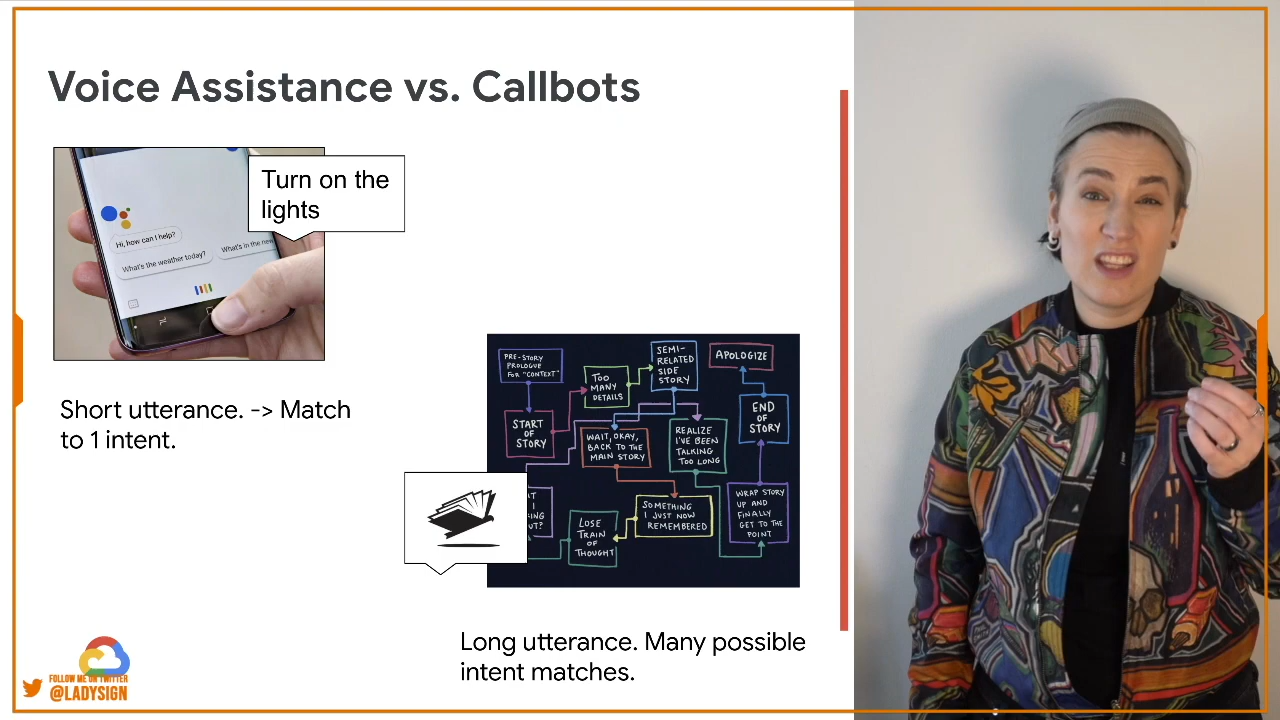 Voice Assistance vs. Callbots
Turn on the
lights
Hi, how can I help?
What's the weather today?
What's in the
Short utterance. -> Match
to 1 intent.
PRE-STORY
PROLOGUE
FOR "CONTEXT"
TOO
MANY
DETAILS
SEMI-
RELATED
SIDE
STORY
APOLOGIZE
START
OF
STORY
WAIT, OKAY,
BACK TO THE
MAIN STORY
REALIZE
I'VE BEEN
TALKING
TOO LONG
END
OF
STORY
LOSE
TRAIN
OF
THOUGHT
SOMETHING
I JUST NOW
REMEMBERED
WRAP STORY
UP AND
FINALLY
GET TO THE
POINT
Long utterance. Many possible
intent matches.
FOLLOW ME ON TWITTER
@LADYSIGN